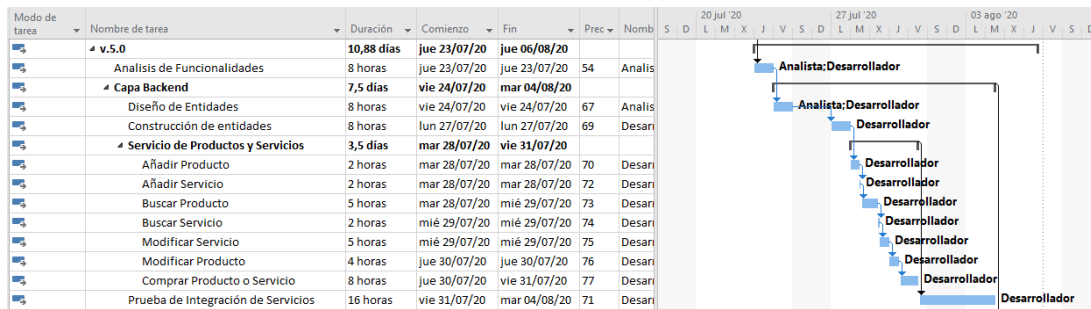 Modo de tarea Nombre de tarea Duración Comienzo Fin Prec Nomb
20 jul '20 27 jul '20 03 ago '20
S D L M X J V S D L M X J V S D L M X J V S D
v.5.0 10,88 días jue 23/07/20 jue 06/08/20
Analisis de Funcionalidades 8 horas jue 23/07/20 jue 23/07/20 54 Analis Analista;Desarrollador
Capa Backend 7,5 días vie 24/07/20 mar 04/08/20
Diseño de Entidades 8 horas vie 24/07/20 vie 24/07/20 67 Analis Analista;Desarrollador
Construcción de entidades 8 horas lun 27/07/20 lun 27/07/20 69 Desarr Desarrollador
Servicio de Productos y Servicios 3,5 días mar 28/07/20 vie 31/07/20
Añadir Producto 2 horas mar 28/07/20 mar 28/07/20 70 Desarr Desarrollador
Añadir Servicio 2 horas mar 28/07/20 mar 28/07/20 72 Desarr Desarrollador
Buscar Producto 5 horas mar 28/07/20 mié 29/07/20 73 Desarr Desarrollador
Buscar Servicio 2 horas mié 29/07/20 mié 29/07/20 74 Desarr Desarrollador
Modificar Servicio 5 horas mié 29/07/20 mié 29/07/20 75 Desarr Desarrollador
Modificar Producto 4 horas jue 30/07/20 jue 30/07/20 76 Desarr Desarrollador
Comprar Producto o Servicio 8 horas jue 30/07/20 vie 31/07/20 77 Desarr Desarrollador
Prueba de Integración de Servicios 16 horas vie 31/07/20 mar 04/08/20 71 Desarr Desarrollador